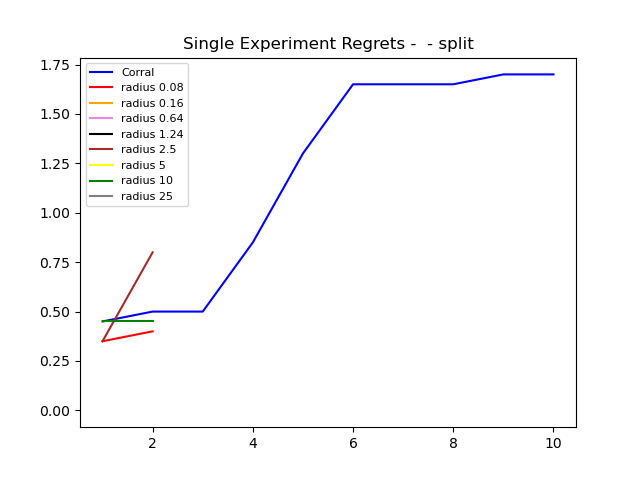 Single Experiment Regrets -  - split
1.75
1.50
1.25
1.00
0.75
0.50
0.25
0.00
Corral
radius 0.08
radius 0.16
radius 0.64
radius 1.24
radius 2.5
radius 5
radius 10
radius 25
2 4 6 8 10